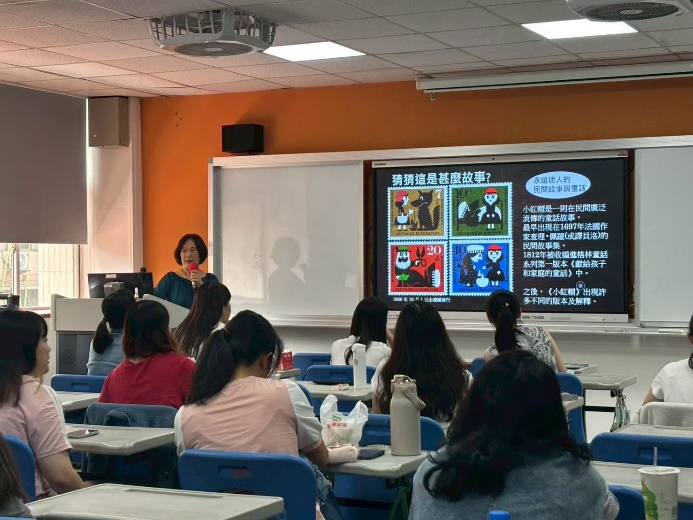 猜猜這是甚麼故事?
永遠迷人的
民間故事與童話
小紅帽是一則在民間廣泛
流傳的童話故事。
最早出現在1697年法國作
家查理·佩羅(或譯貝洛)的
民間故事集。
1812年被收編進格林童話
系列第一版本《獻給孩子
和家庭的童話》中。
之後,《小紅帽》出現許
多不同的版本及解釋。
7
10
20
40